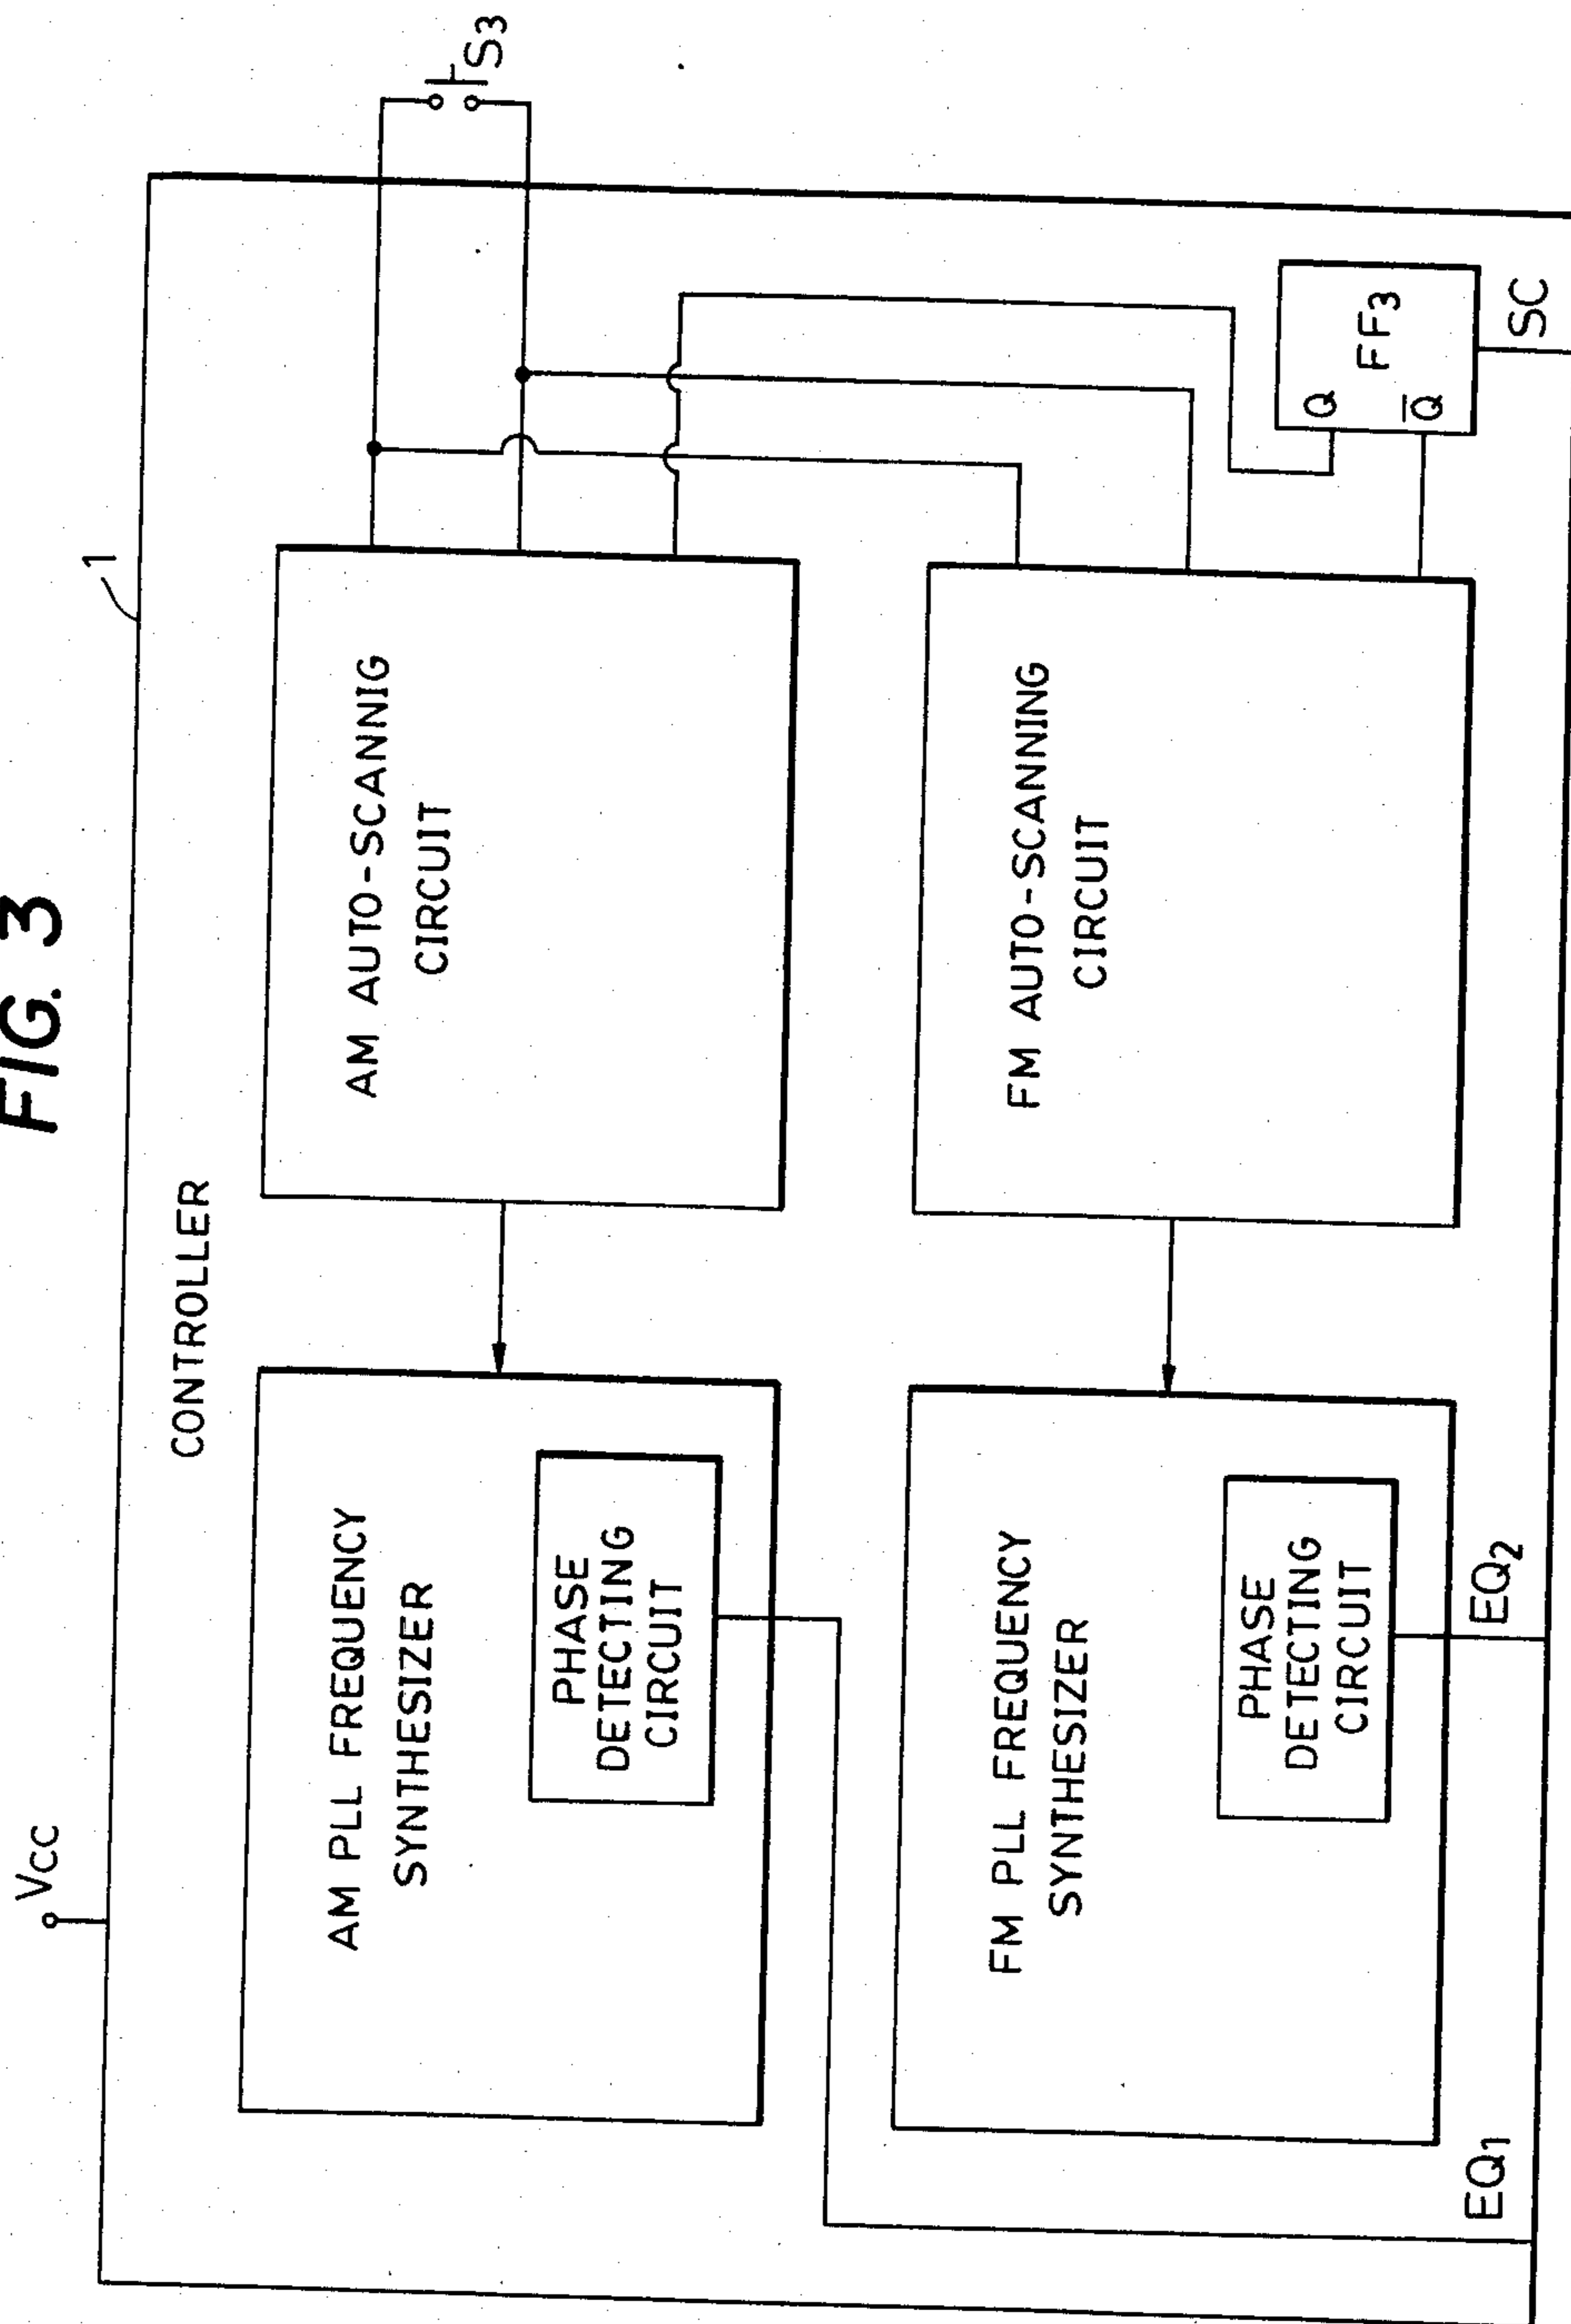 FIG. 3
Vcc
1
CONTROLLER
AM PLL FREQUENCY
SYNTHESIZER
PHASE
DETECTING
CIRCUIT
AM AUTO-SCANNIG
CIRCUIT
S3
FM PLL FREQUENCY
SYNTHESIZER
PHASE
DETECTING
CIRCUIT
FM AUTO-SCANNING
CIRCUIT
Q
FF3
Q̅
EQ1
EQ2
SC